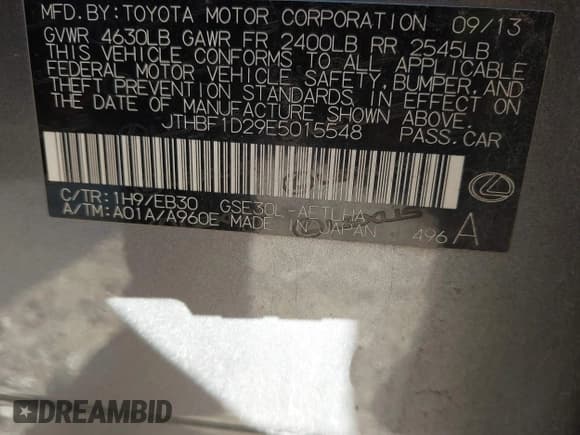 MFD. BY: TOYOTA MOTOR CORPORATION 09/13
GVWR 4630LB GAWR FR 2400LB RR 2545LB
THIS VEHICLE CONFORMS TO ALL APPLICABLE
FEDERAL MOTOR VEHICLE SAFETY, BUMPER, AND
THEFT PREVENTION STANDARDS IN EFFECT ON
THE DATE OF MANUFACTURE SHOWN ABOVE.
JTHBF1D29E5015548 PASS. CAR
C/TR: 1H9/EB30 GSE30L-AETLHA
A/TM: A01A/A960E MADE IN JAPAN 496 A
DREAMBID